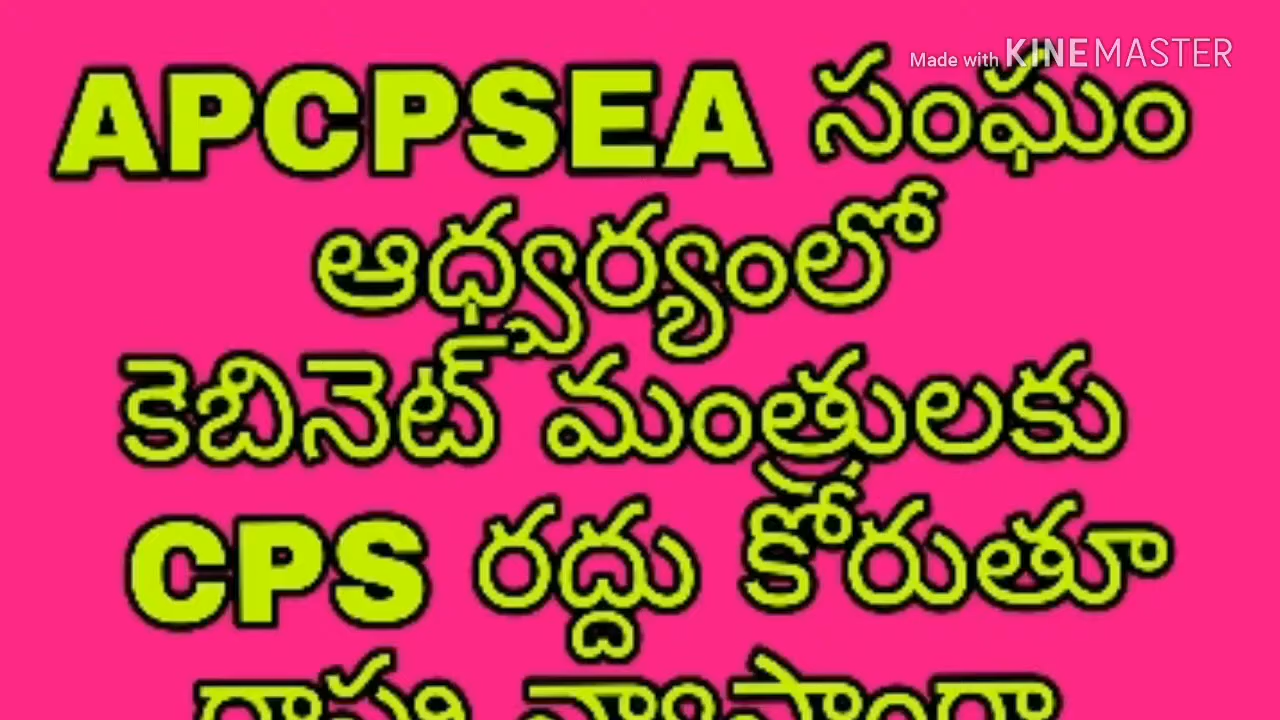 Made with KINEMASTER
APCPSEA సంఘం
ఆధ్వర్యంలో
కెబినెట్ మంత్రులకు
CPS రద్దు కోరుతూ